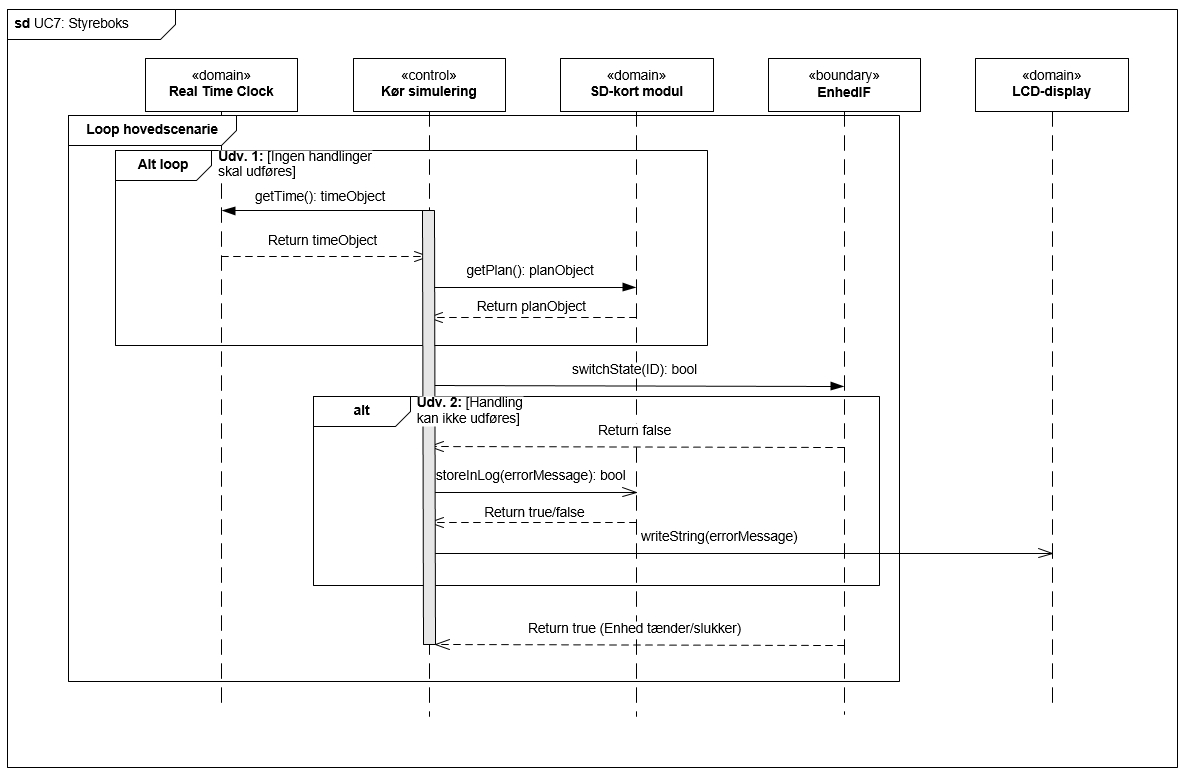 sd UC7: Styreboks
«domain»
Real Time Clock
«control»
Kør simulering
«domain»
SD-kort modul
«boundary»
EnhedIF
«domain»
LCD-display
Loop hovedscenarie
Alt loop
Udv. 1: [Ingen handlinger
skal udføres]
getTime(): timeObject
Return timeObject
getPlan(): planObject
Return planObject
switchState(ID): bool
alt
Udv. 2: [Handling
kan ikke udføres]
Return false
storeInLog(errorMessage): bool
Return true/false
writeString(errorMessage)
Return true (Enhed tænder/slukker)